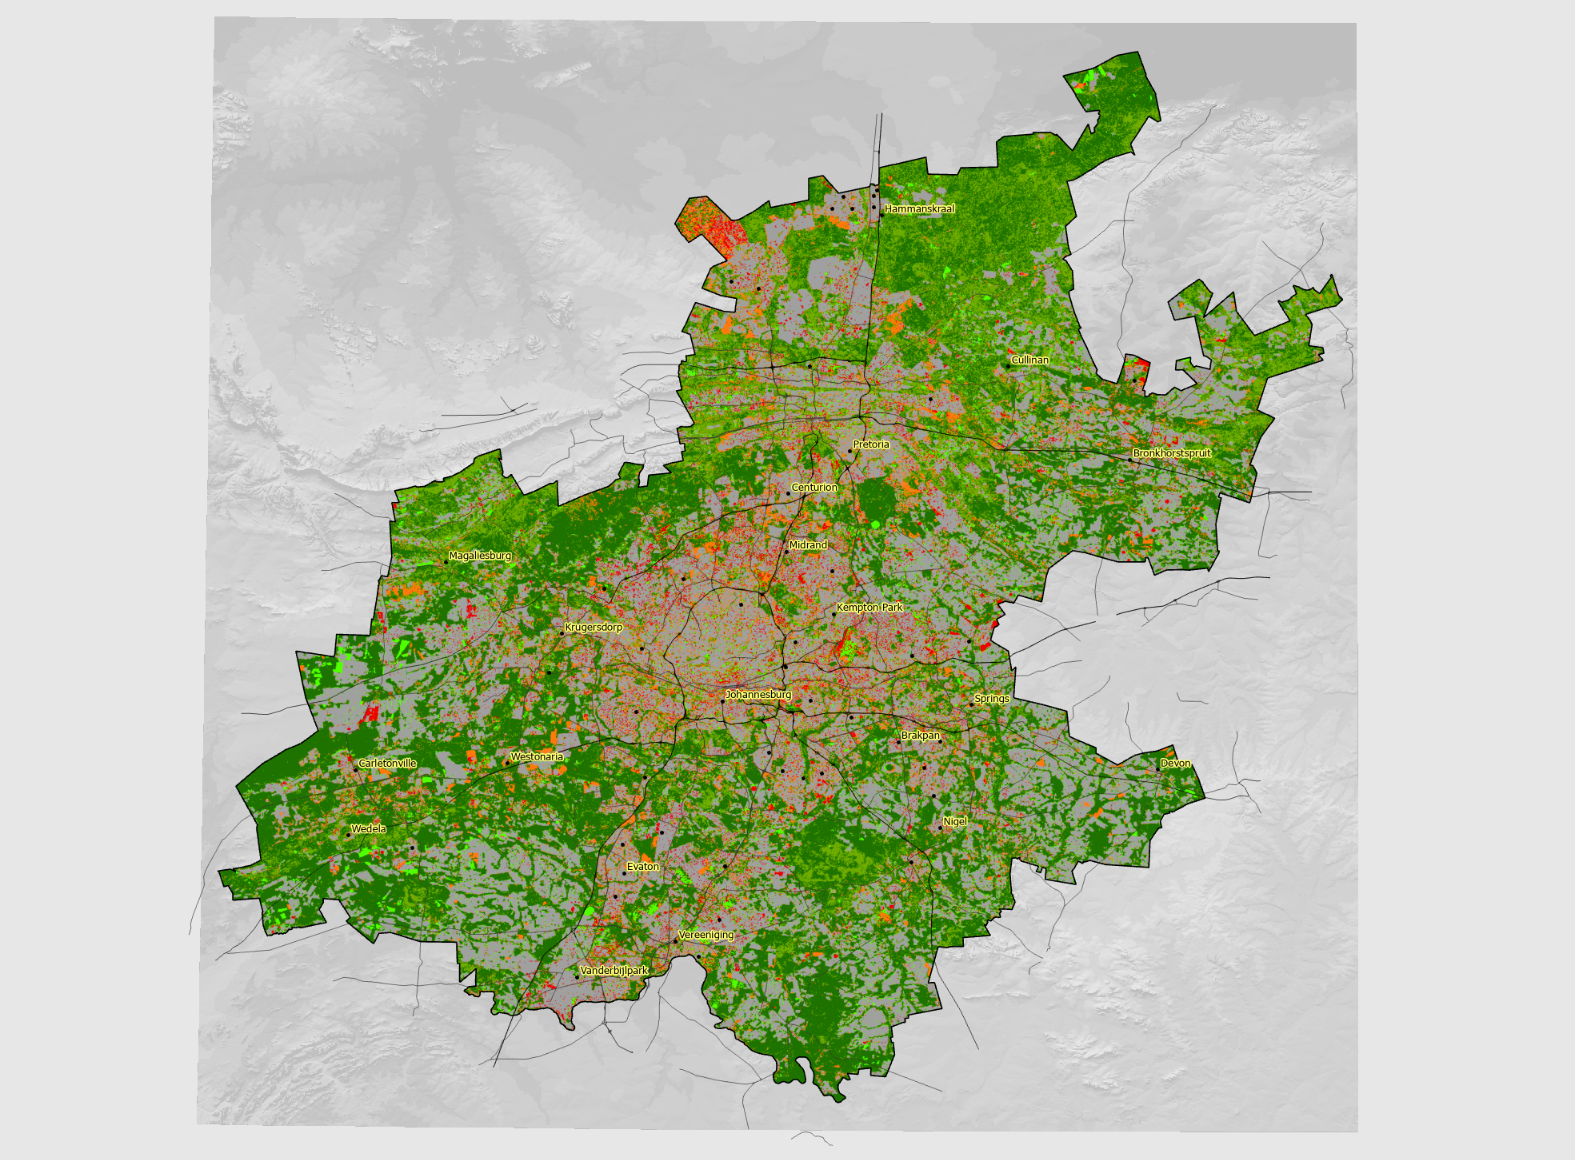 Hammanskraal
Cullinan
Pretoria
Bronkhorstspruit
Centurion
Midrand
Magaliesburg
Kempton Park
Krugersdorp
Johannesburg
Springs
Brakpan
Westonaria
Carletonville
Devon
Nigel
Wedela
Evaton
Vereeniging
Vanderbijlpark